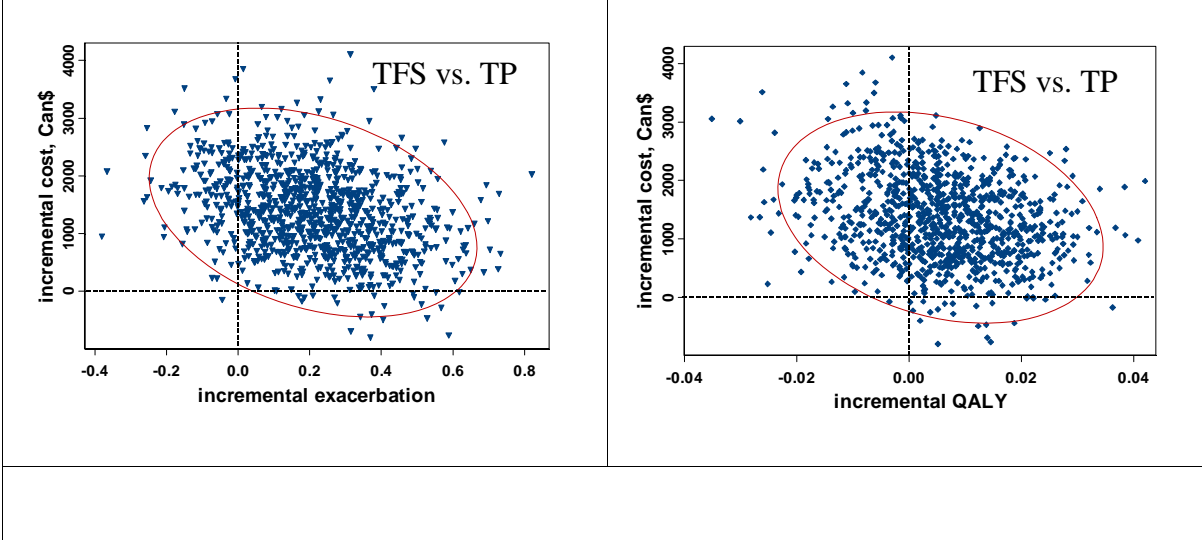 TFS vs. TP
incremental cost, Can$
4000
3000
2000
1000
0
-0.4 -0.2 0.0 0.2 0.4 0.6 0.8
incremental exacerbation
TFS vs. TP
incremental cost, Can$
4000
3000
2000
1000
0
-0.04 -0.02 0.00 0.02 0.04
incremental QALY